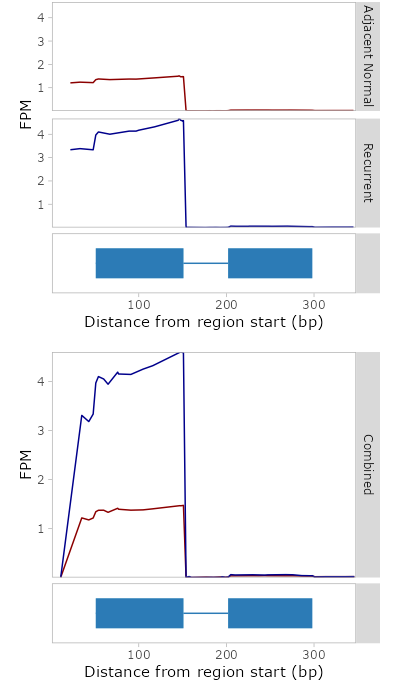 4
3
2
1
Adjacent Normal
FPM
4
3
2
1
Recurrent
100 200 300
Distance from region start (bp)
4
3
2
1
FPM
Combined
100 200 300
Distance from region start (bp)